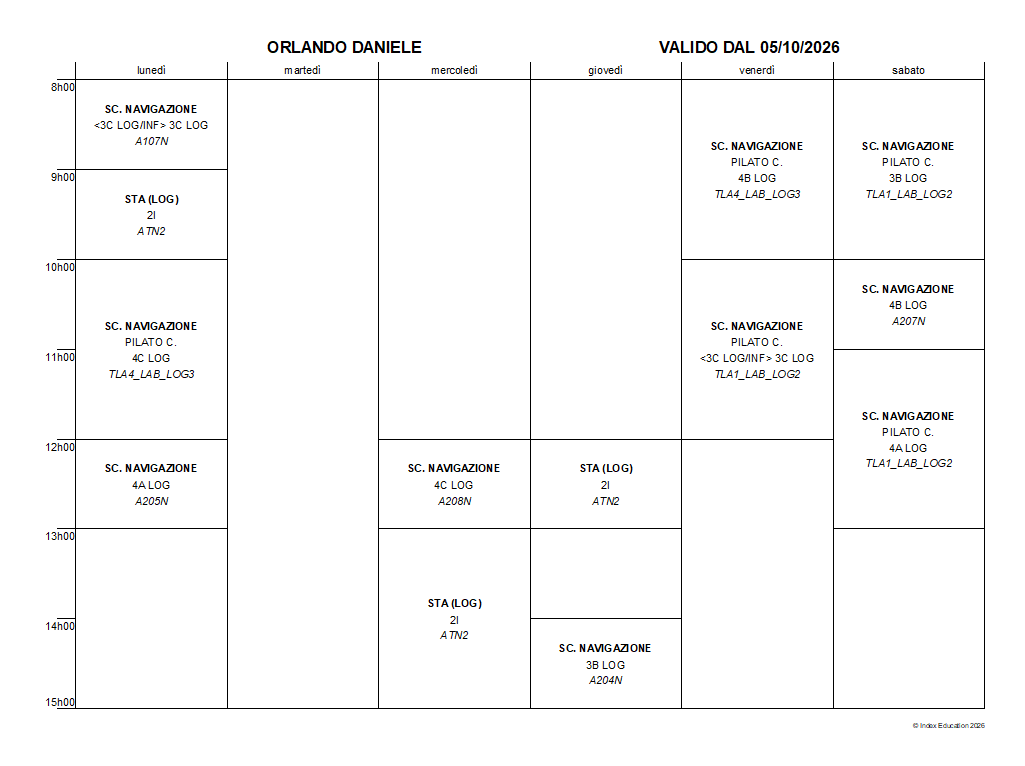 ORLANDO DANIELE
VALIDO DAL 05/10/2026
lunedì
martedì
mercoledì
giovedì
venerdì
sabato
8h00
SC. NAVIGAZIONE
<3C LOG/INF> 3C LOG
A107N
SC. NAVIGAZIONE
PILATO C.
4B LOG
TLA4_LAB_LOG3
SC. NAVIGAZIONE
PILATO C.
3B LOG
TLA1_LAB_LOG2
9h00
STA (LOG)
2I
ATN2
10h00
SC. NAVIGAZIONE
PILATO C.
4C LOG
TLA4_LAB_LOG3
SC. NAVIGAZIONE
PILATO C.
<3C LOG/INF> 3C LOG
TLA1_LAB_LOG2
SC. NAVIGAZIONE
4B LOG
A207N
11h00
SC. NAVIGAZIONE
PILATO C.
4A LOG
TLA1_LAB_LOG2
12h00
SC. NAVIGAZIONE
4A LOG
A205N
SC. NAVIGAZIONE
4C LOG
A208N
STA (LOG)
2I
ATN2
13h00
STA (LOG)
2I
ATN2
14h00
SC. NAVIGAZIONE
3B LOG
A204N
15h00
© Index Education 2026